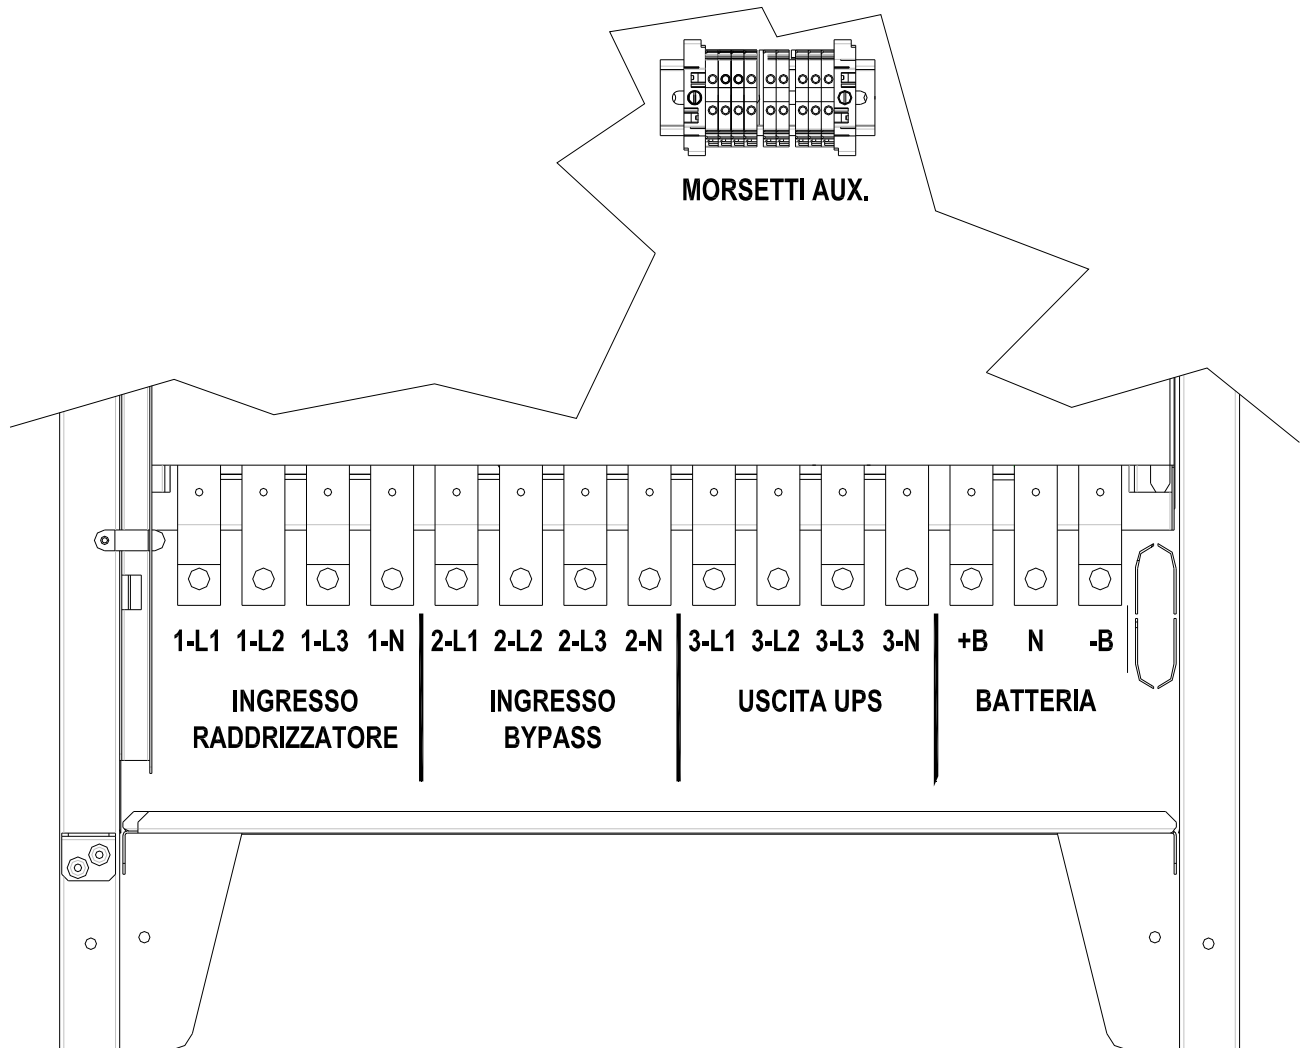 MORSETTI AUX.
1-L1 1-L2 1-L3 1-N 2-L1 2-L2 2-L3 2-N 3-L1 3-L2 3-L3 3-N +B N -B
INGRESSO
RADDRIZZATORE
INGRESSO
BYPASS
USCITA UPS
BATTERIA